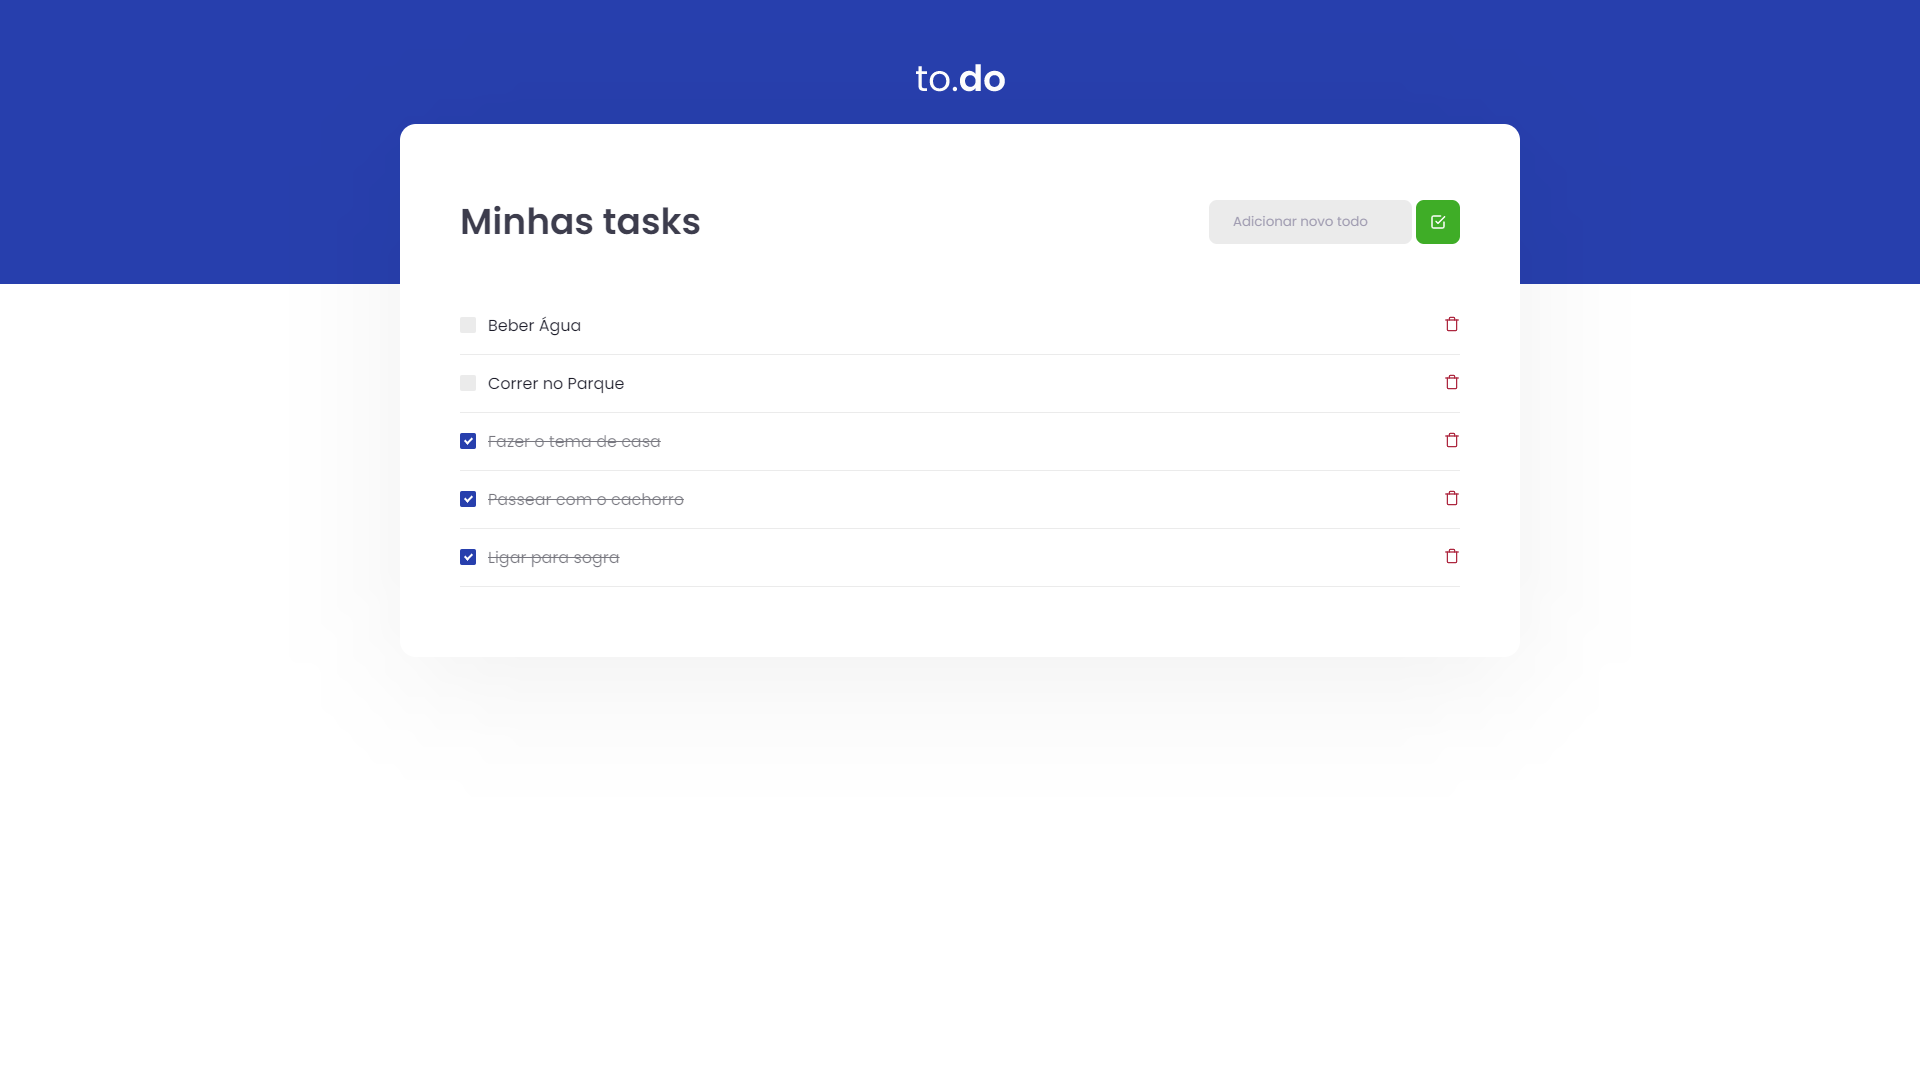 to.do
Minhas tasks
Adicionar novo todo
Beber Água
Correr no Parque
Fazer o tema de casa
Passear com o cachorro
Ligar para sogra